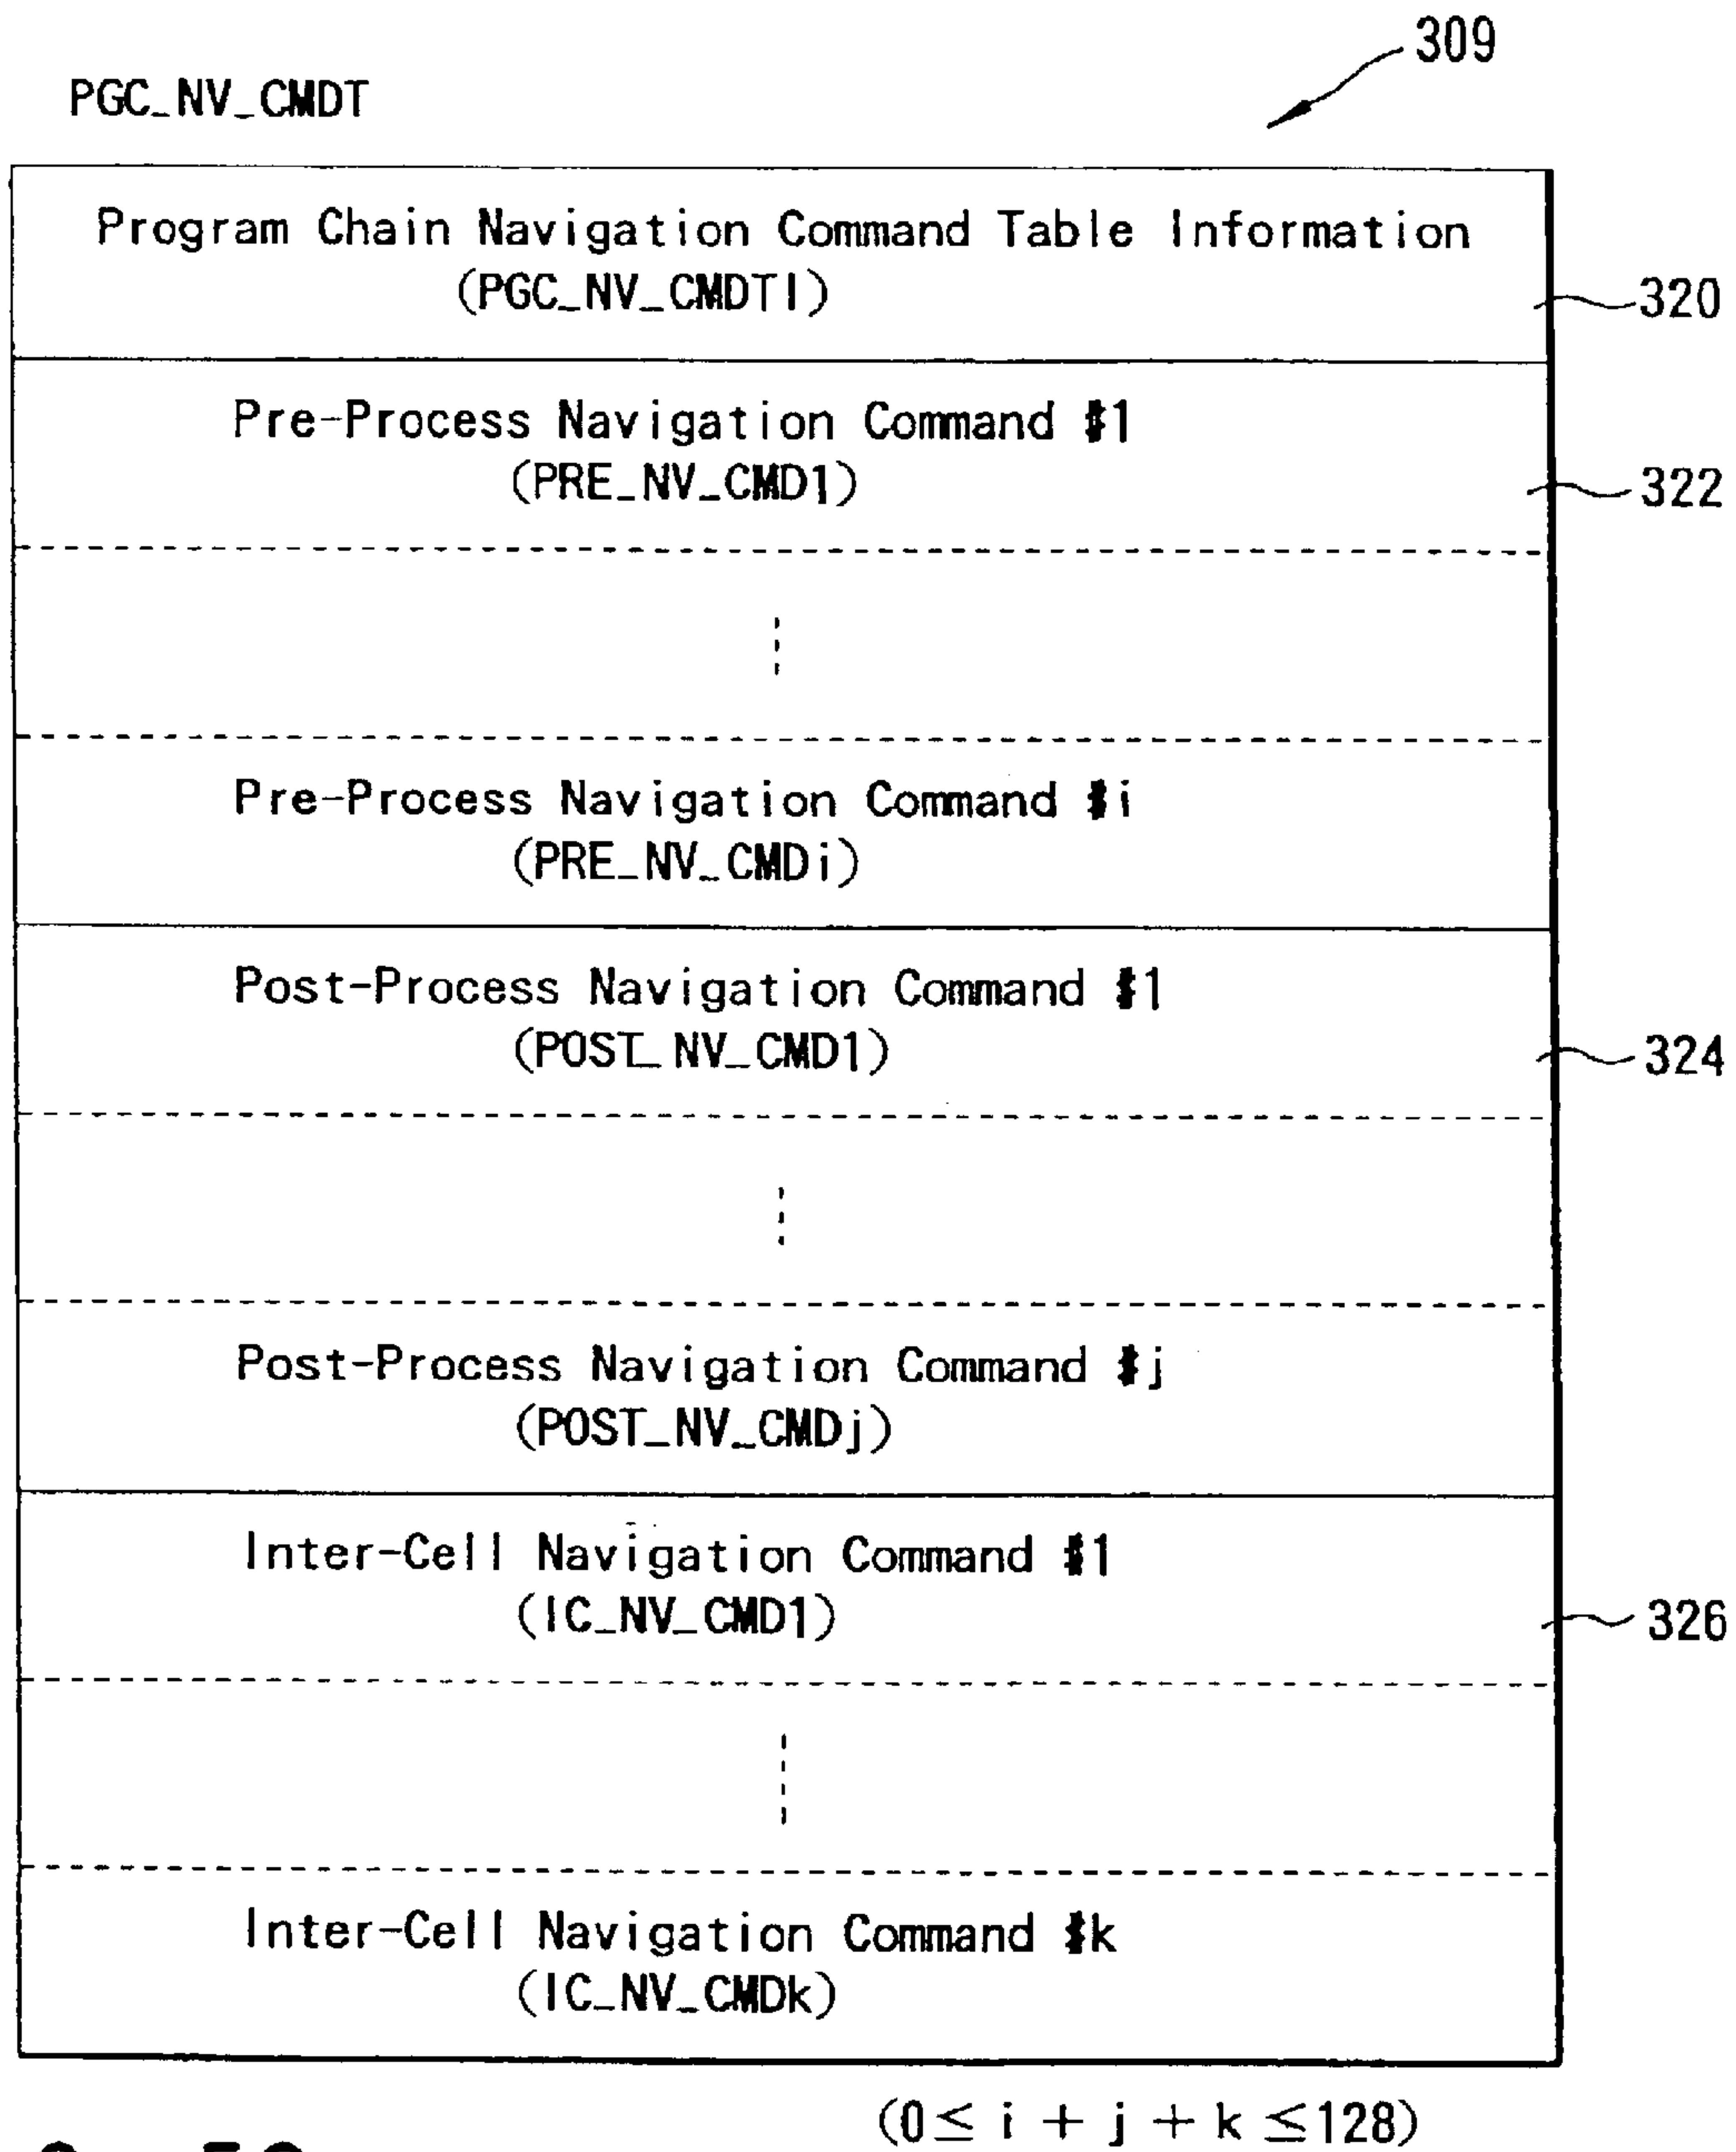 309
PGC_NV_CMDT
Program Chain Navigation Command Table Information
(PGC_NV_CMDTI)
320
Pre-Process Navigation Command #1
(PRE_NV_CMD1)
322
Pre-Process Navigation Command #i
(PRE_NV_CMDi)
Post-Process Navigation Command #1
(POST_NV_CMD1)
324
Post-Process Navigation Command #j
(POST_NV_CMDj)
Inter-Cell Navigation Command #1
(IC_NV_CMD1)
326
Inter-Cell Navigation Command #k
(IC_NV_CMDk)
(0≤ i + j + k ≤128)